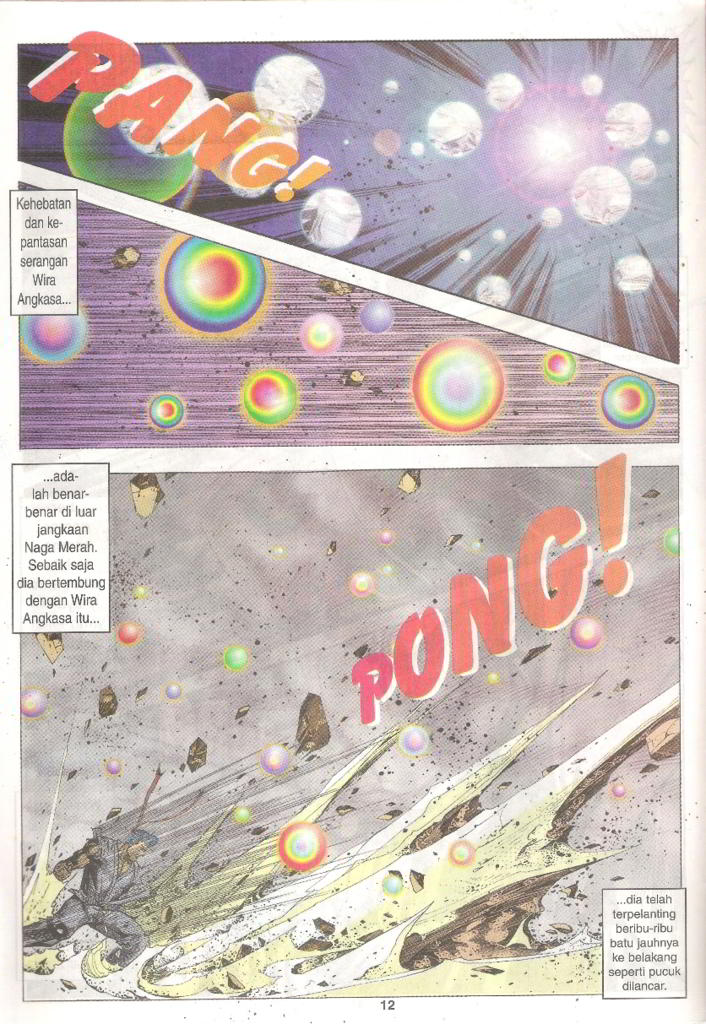 PANG!
Kehebatan
dan ke-
pantasan
serangan
Wira
Angkasa...
...ada-
lah benar-
benar di luar
jangkaan
Naga Merah.
Sebaik saja
dia bertembung
dengan Wira
Angkasa itu...
PONG!
...dia telah
terpelanting
beribu-ribu
batu jauhnya
ke belakang
seperti pucuk
dilancar.
12